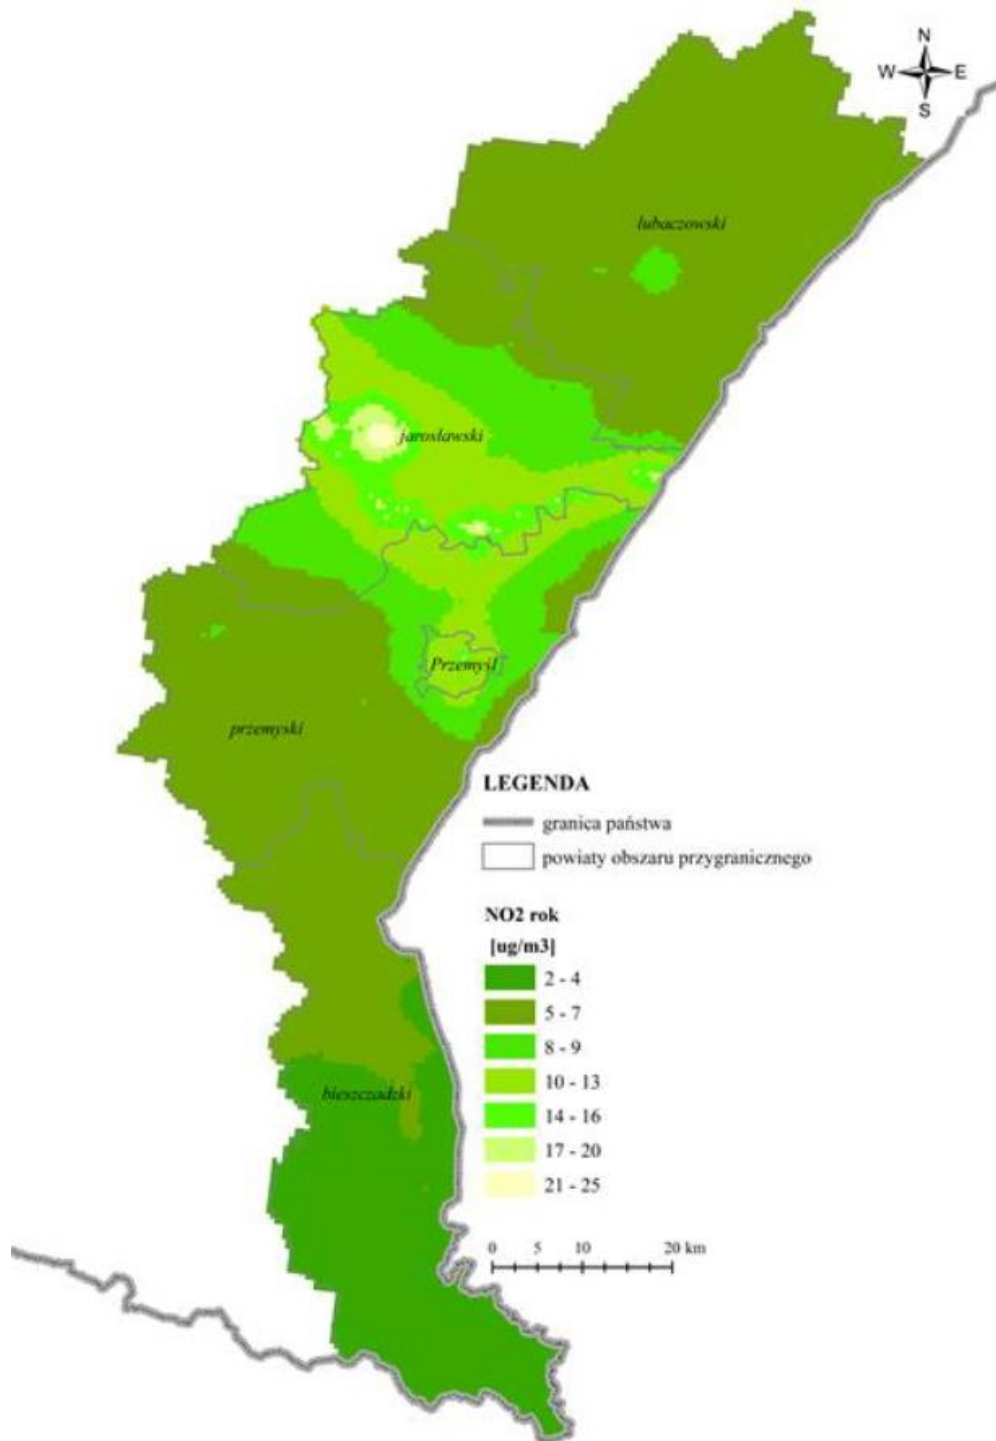 N
W E
S
lubaczowski
jarosławski
Przemyśl
przemyski
LEGENDA
granica państwa
powiaty obszaru przygranicznego
NO2 rok
[ug/m3]
2 - 4
5 - 7
8 - 9
10 - 13
14 - 16
17 - 20
21 - 25
bieszczadzki
0 5 10 20 km